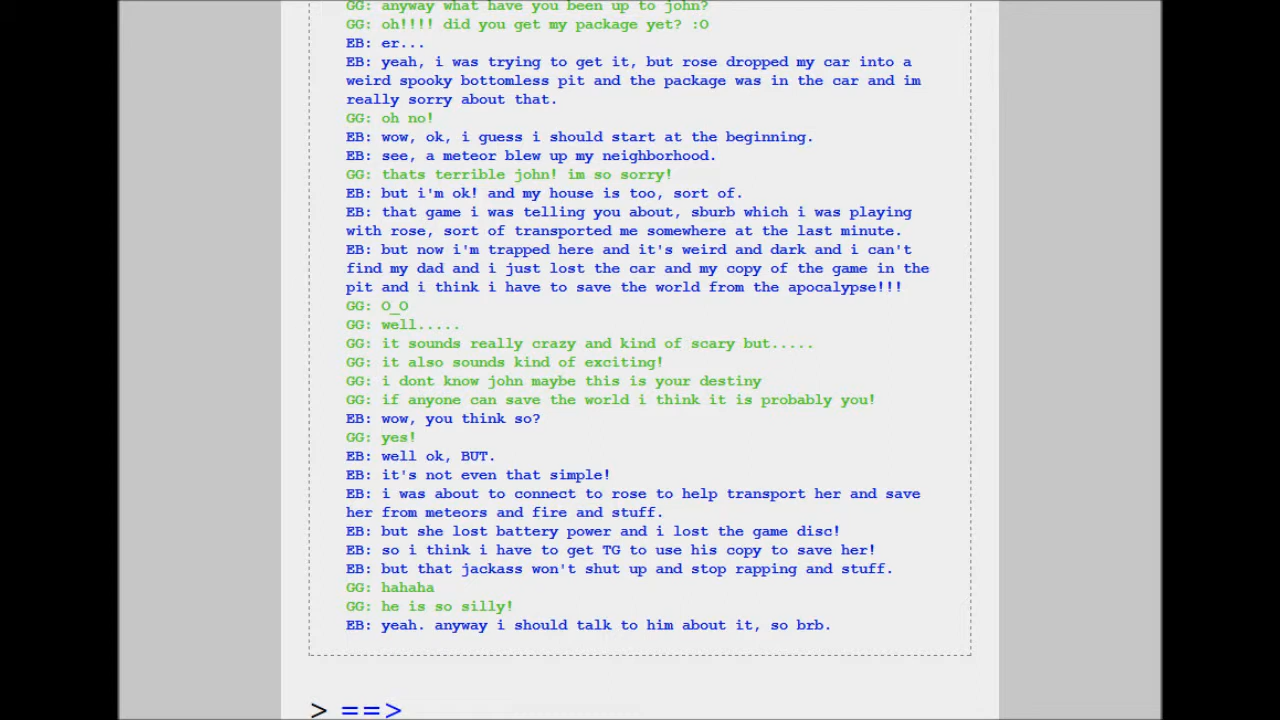 GG: anyway what have you been up to john?
GG: oh!!!! did you get my package yet? :O
EB: er...
EB: yeah, i was trying to get it, but rose dropped my car into a
weird spooky bottomless pit and the package was in the car and im
really sorry about that.
GG: oh no!
EB: wow, ok, i guess i should start at the beginning.
EB: see, a meteor blew up my neighborhood.
GG: thats terrible john! im so sorry!
EB: but i'm ok! and my house is too, sort of.
EB: that game i was telling you about, sburb which i was playing
with rose, sort of transported me somewhere at the last minute.
EB: but now i'm trapped here and it's weird and dark and i can't
find my dad and i just lost the car and my copy of the game in the
pit and i think i have to save the world from the apocalypse!!!
GG: O_O
GG: well.....
GG: it sounds really crazy and kind of scary but.....
GG: it also sounds kind of exciting!
GG: i dont know john maybe this is your destiny
GG: if anyone can save the world i think it is probably you!
EB: wow, you think so?
GG: yes!
EB: well ok, BUT.
EB: it's not even that simple!
EB: i was about to connect to rose to help transport her and save
her from meteors and fire and stuff.
EB: but she lost battery power and i lost the game disc!
EB: so i think i have to get TG to use his copy to save her!
EB: but that jackass won't shut up and stop rapping and stuff.
GG: hahaha
GG: he is so silly!
EB: yeah. anyway i should talk to him about it, so brb.
> ==>